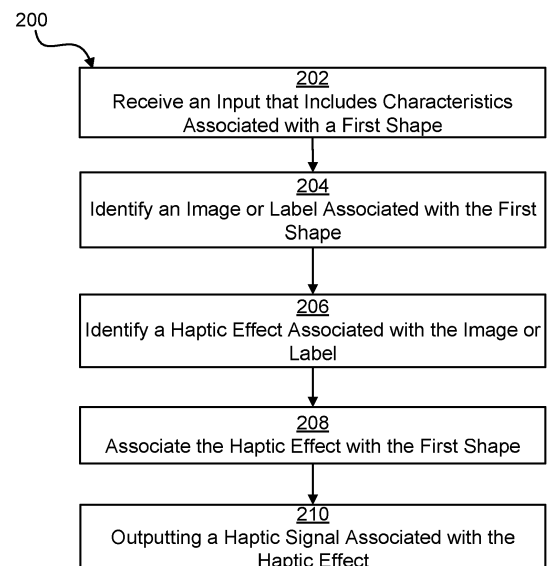 200
202
Receive an Input that Includes Characteristics
Associated with a First Shape
204
Identify an Image or Label Associated with the First
Shape
206
Identify a Haptic Effect Associated with the Image or
Label
208
Associate the Haptic Effect with the First Shape
210
Outputting a Haptic Signal Associated with the
Haptic Effect